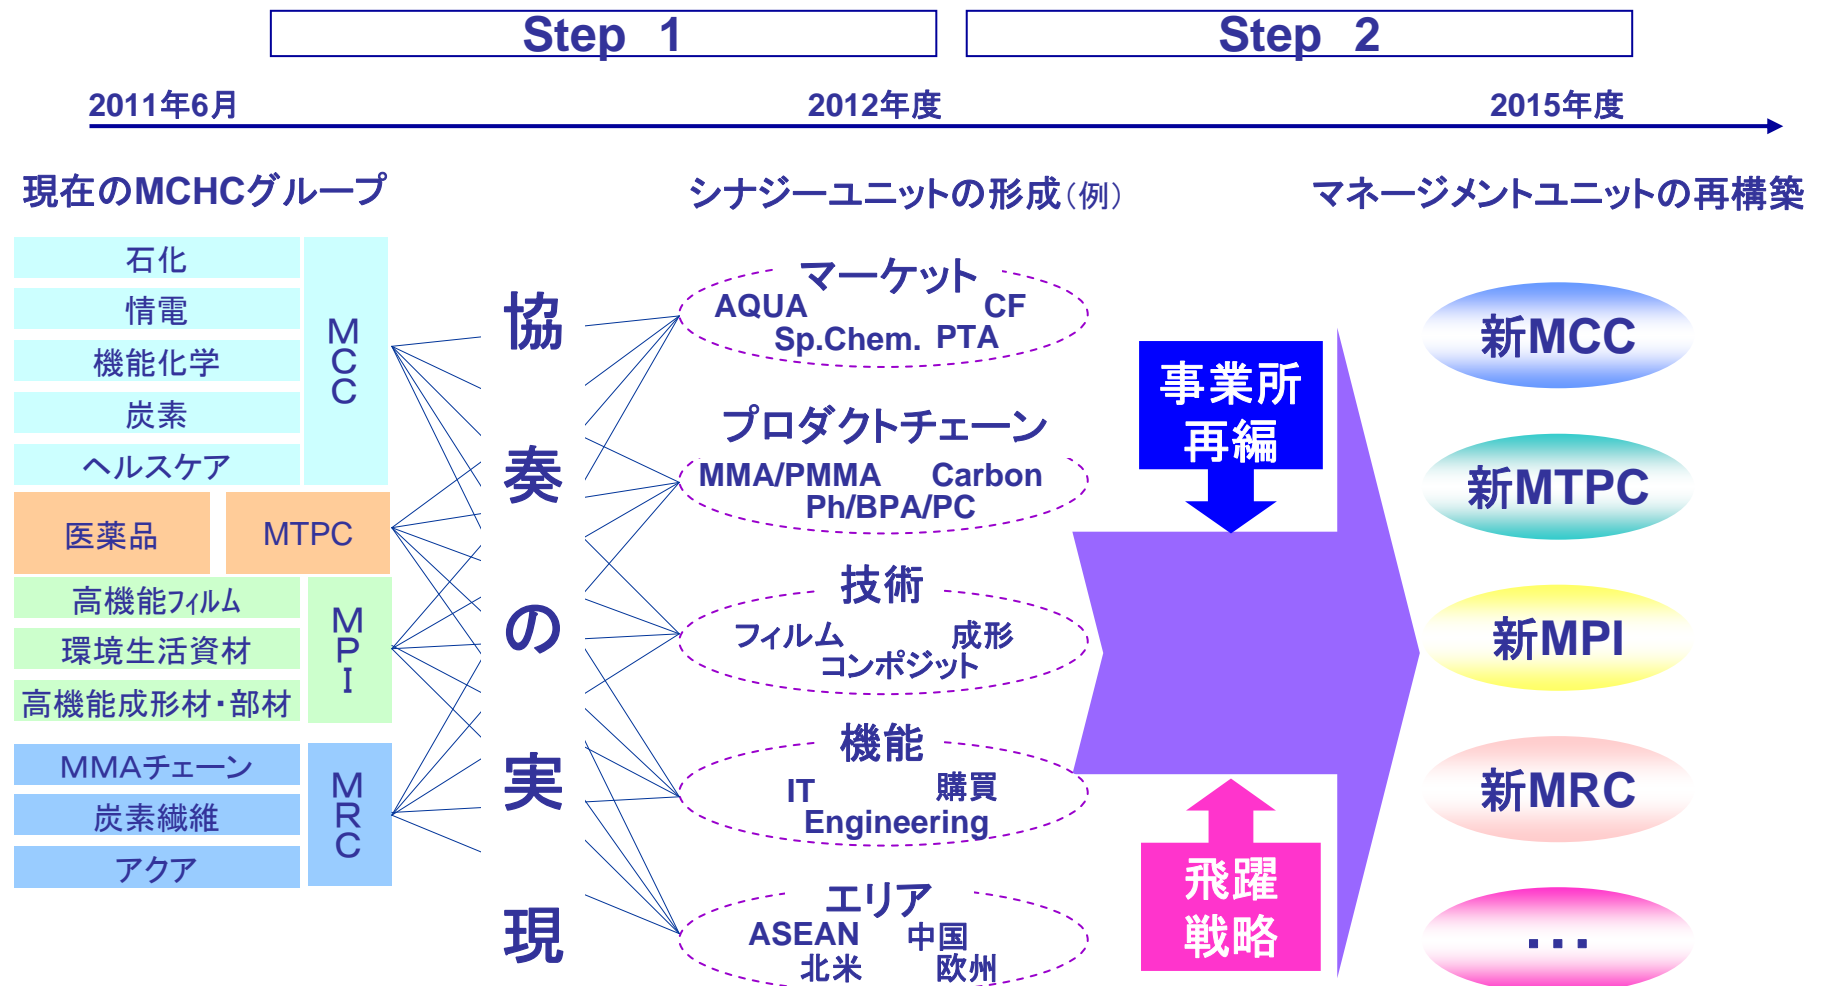 Step 1
Step 2
2011年6月
2012年度
2015年度
現在のMCHCグループ
シナジーユニットの形成(例)
マネージメントユニットの再構築
石化
情電
機能化学
炭素
ヘルスケア
MCC
医薬品
MTPC
高機能フィルム
環境生活資材
高機能成形材・部材
MPI
MMAチェーン
炭素繊維
アクア
MRC
協奏の実現
マーケット
AQUA CF
Sp.Chem. PTA
プロダクトチェーン
MMA/PMMA Carbon
Ph/BPA/PC
技術
フィルム 成形
コンポジット
機能
IT 購買
Engineering
エリア
ASEAN 中国
北米 欧州
事業所
再編
飛躍
戦略
新MCC
新MTPC
新MPI
新MRC
・・・